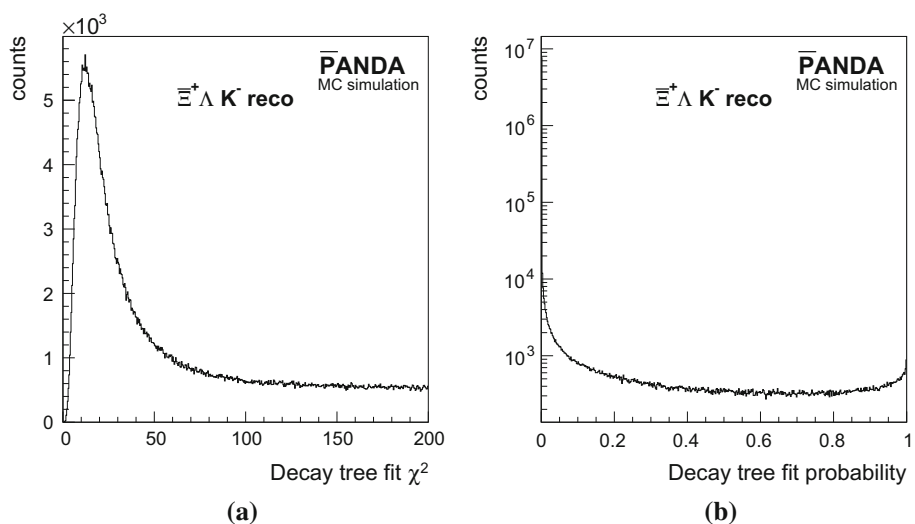 ×10³
counts
5
4
3
2
1
0
P̅ANDA
MC simulation
Ξ̅⁺Λ K⁻ reco
0 50 100 150 200
Decay tree fit χ²
(a)
counts
10⁷
10⁶
10⁵
10⁴
10³
P̅ANDA
MC simulation
Ξ̅⁺Λ K⁻ reco
0 0.2 0.4 0.6 0.8 1
Decay tree fit probability
(b)